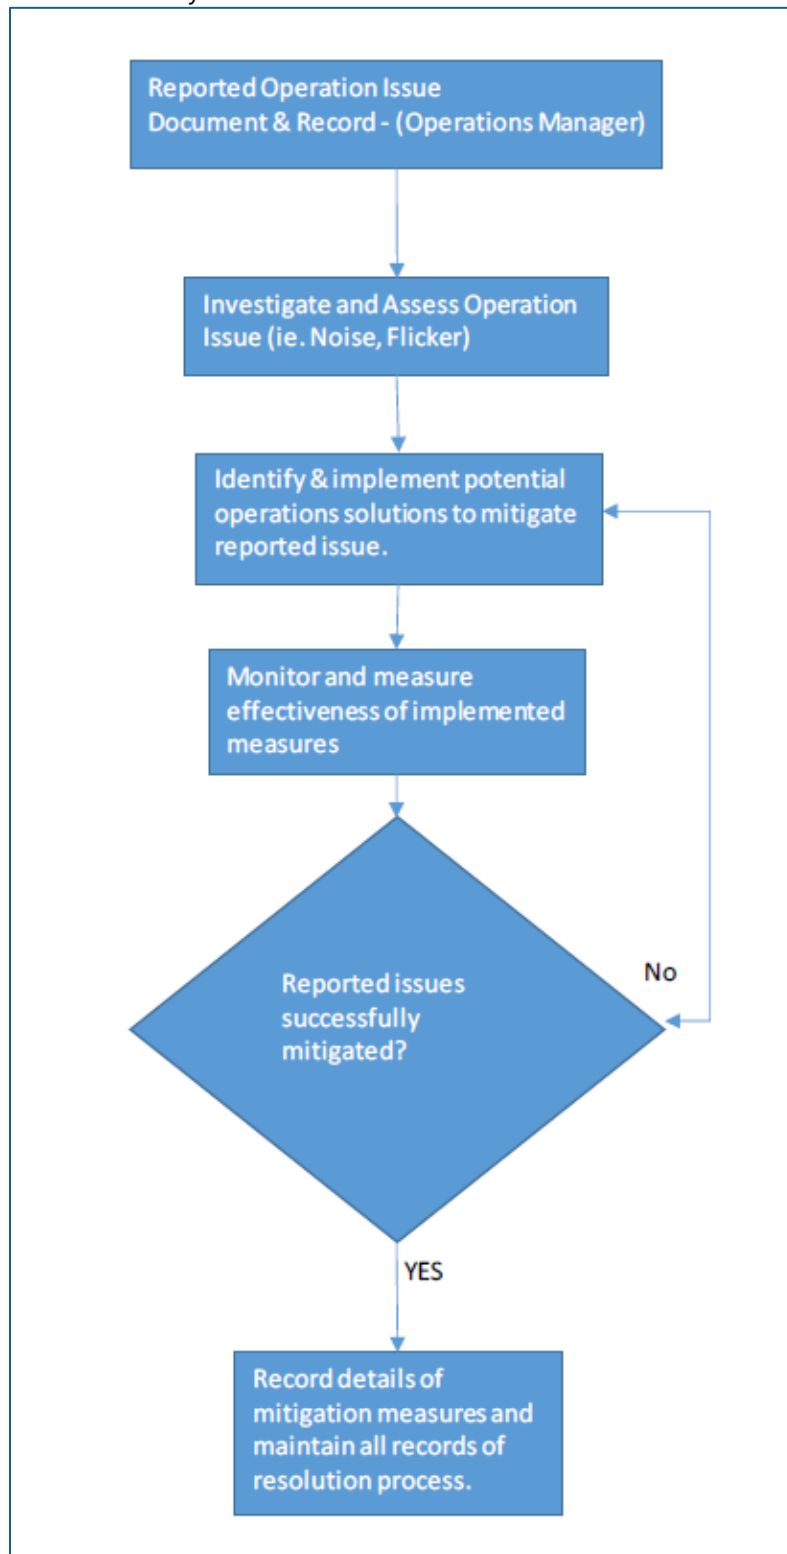 Reported Operation Issue
Document & Record - (Operations Manager)
Investigate and Assess Operation
Issue (ie. Noise, Flicker)
Identify & implement potential
operations solutions to mitigate
reported issue.
Monitor and measure
effectiveness of implemented
measures
Reported issues
successfully
mitigated?
No
YES
Record details of
mitigation measures and
maintain all records of
resolution process.